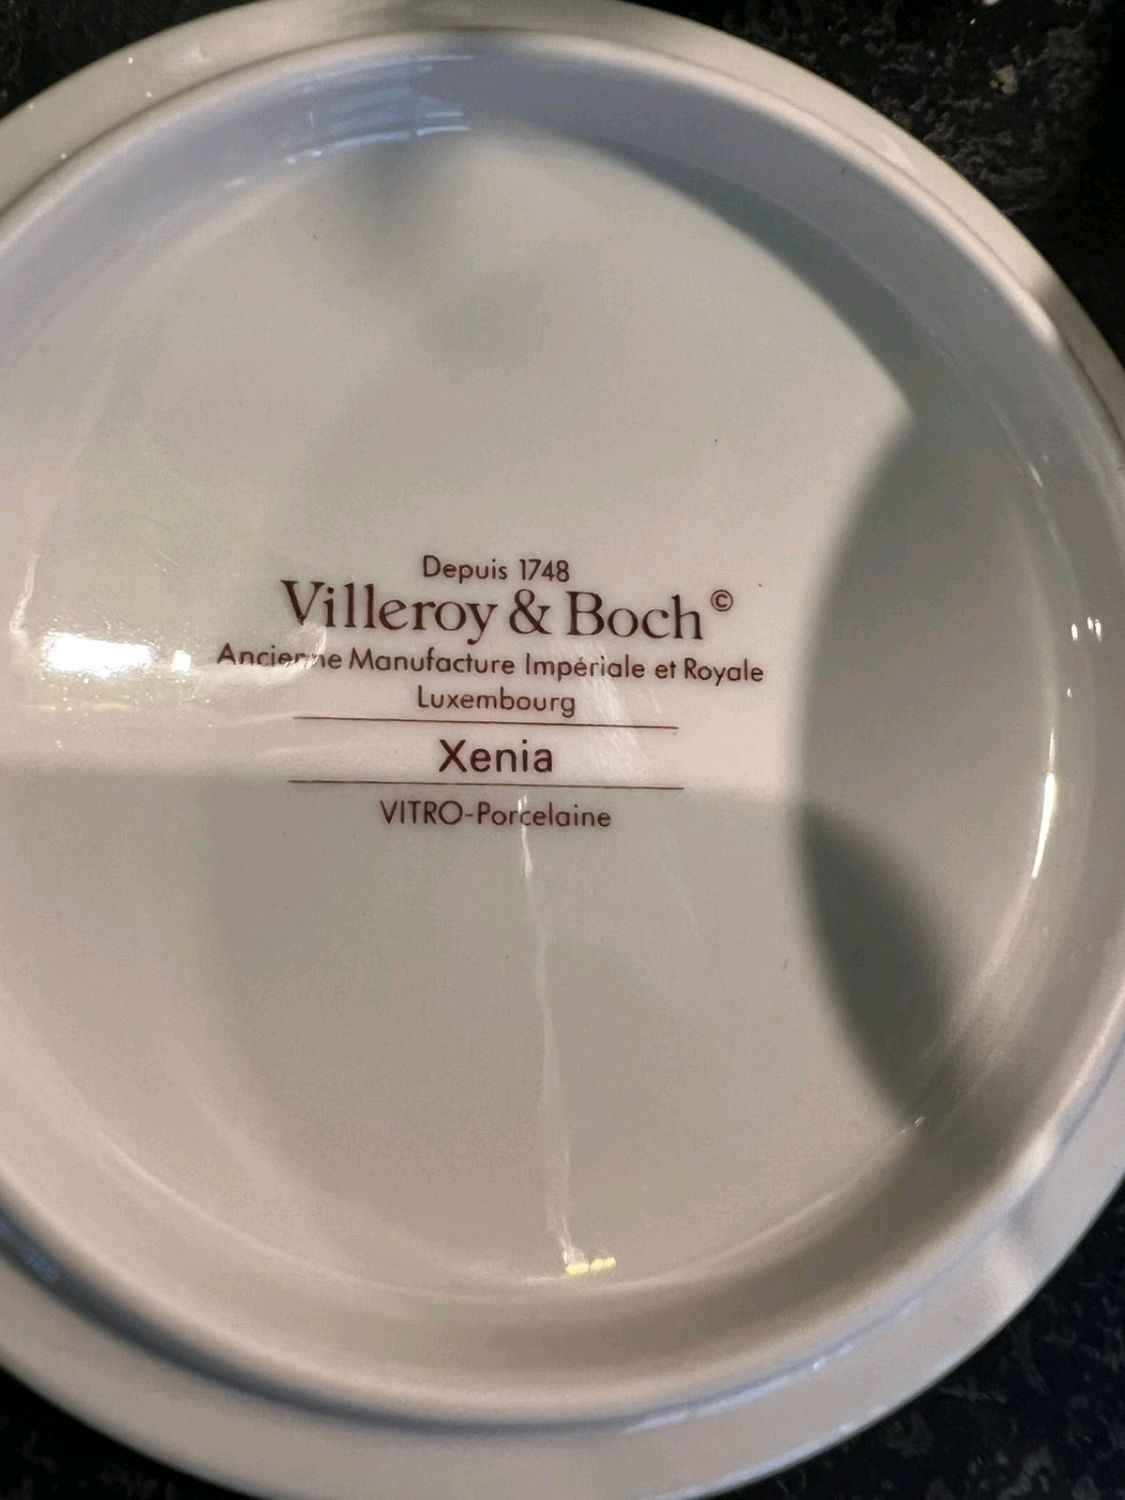 Depuis 1748
Villeroy & Boch©
Ancienne Manufacture Impériale et Royale
Luxembourg
Xenia
VITRO-Porcelaine